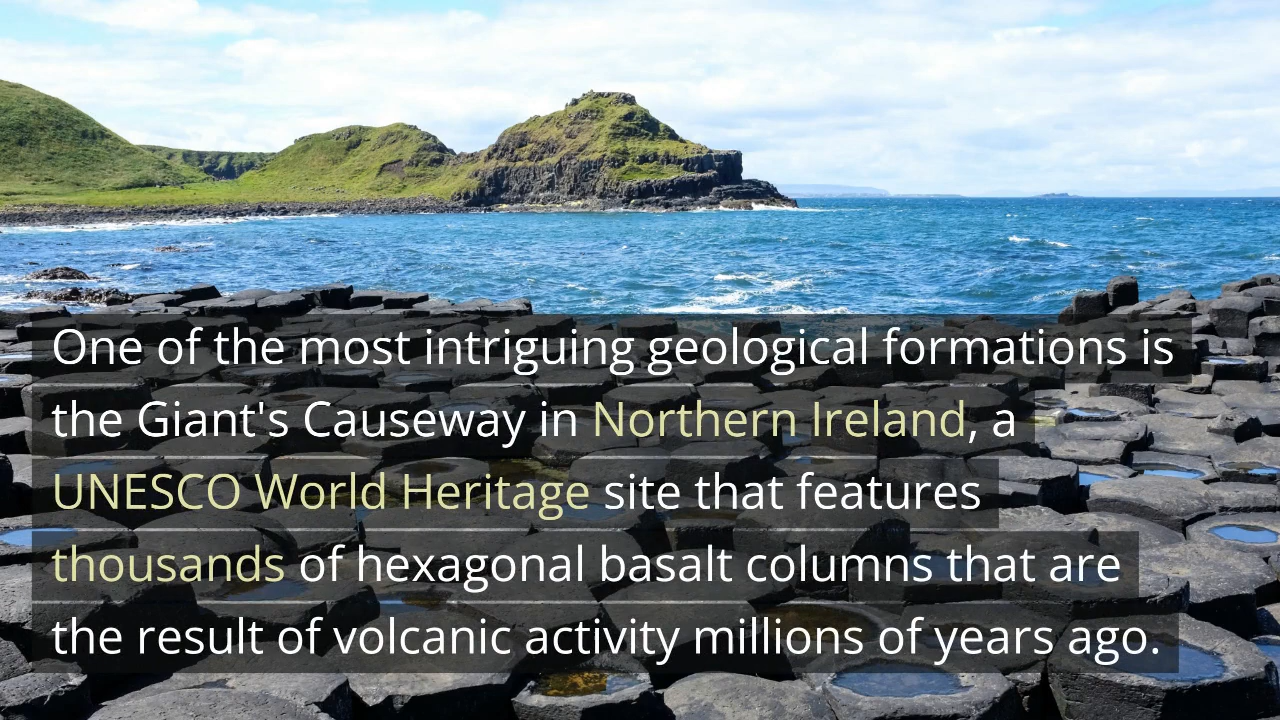 One of the most intriguing geological formations is
the Giant's Causeway in Northern Ireland, a
UNESCO World Heritage site that features
thousands of hexagonal basalt columns that are
the result of volcanic activity millions of years ago.